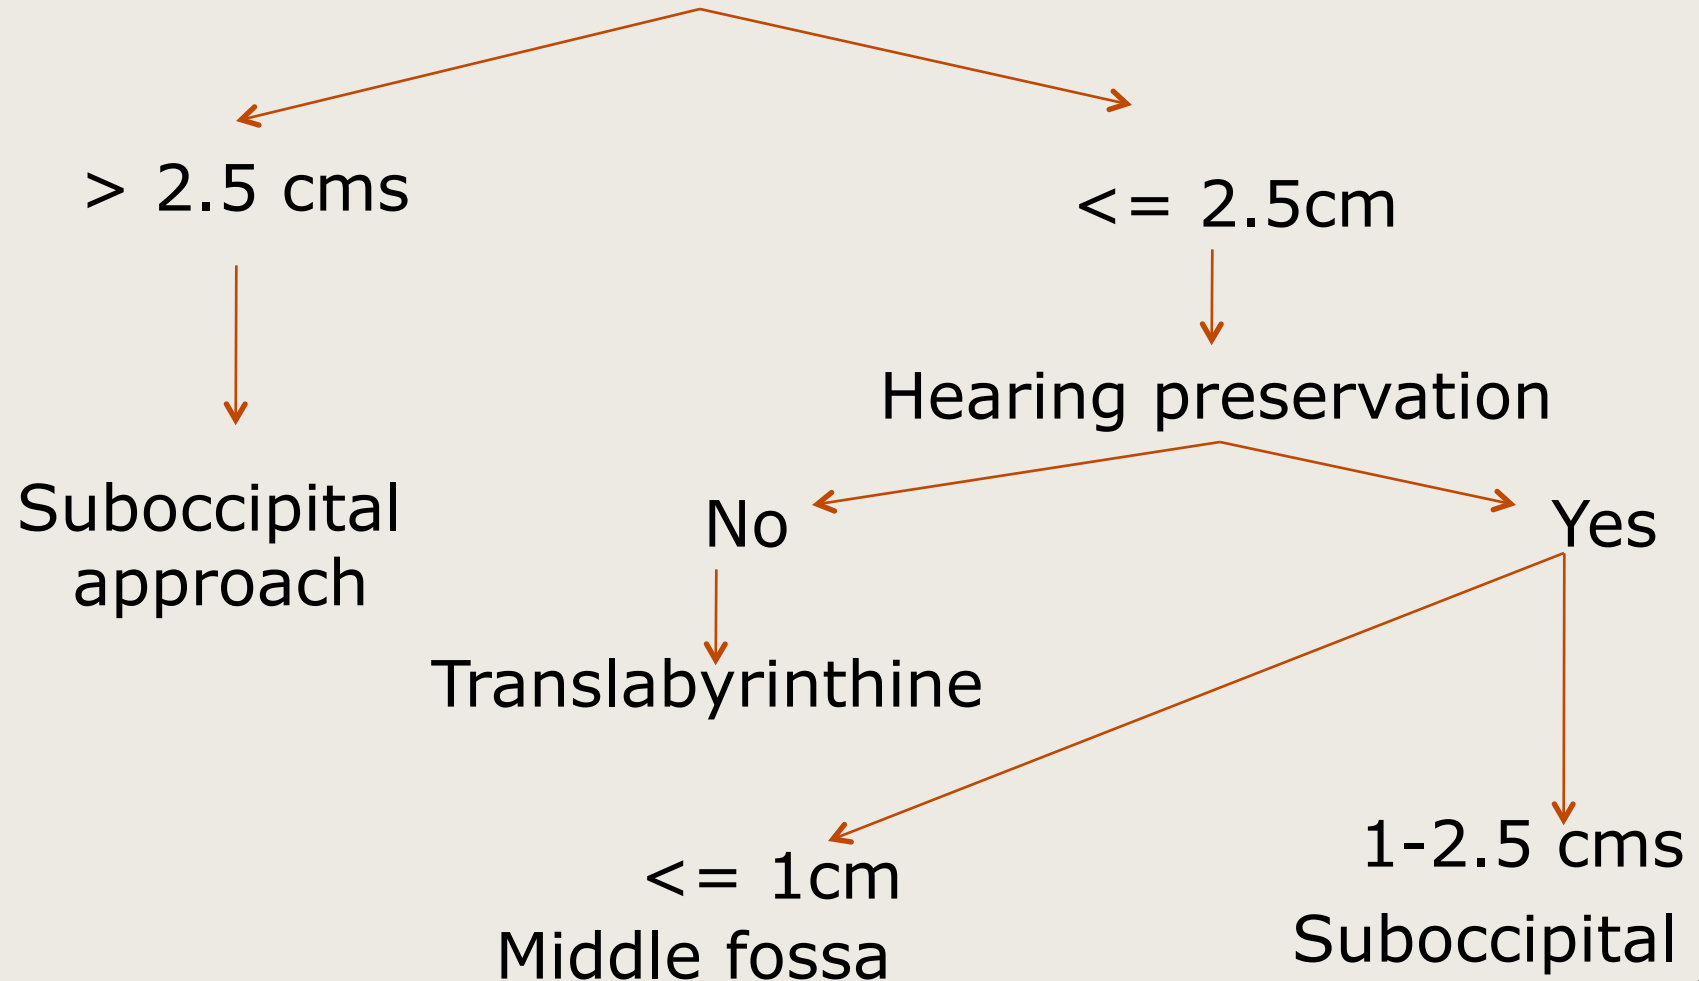 > 2.5 cms
<= 2.5cm
Hearing preservation
Suboccipital
approach
No
Yes
Translabyrinthine
<= 1cm
Middle fossa
1-2.5 cms
Suboccipital